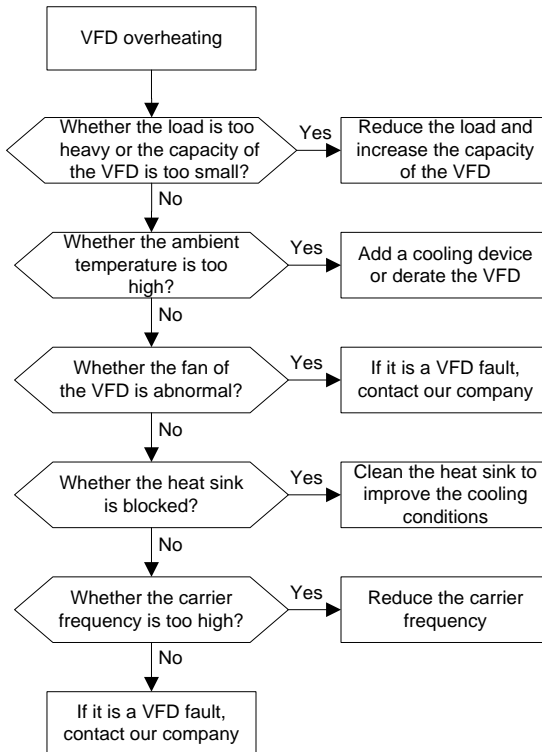 VFD overheating
Whether the load is too
heavy or the capacity of
the VFD is too small?
Yes
Reduce the load and
increase the capacity
of the VFD
No
Whether the ambient
temperature is too
high?
Yes
Add a cooling device
or derate the VFD
No
Whether the fan of
the VFD is abnormal?
Yes
If it is a VFD fault,
contact our company
No
Whether the heat sink
is blocked?
Yes
Clean the heat sink to
improve the cooling
conditions
No
Whether the carrier
frequency is too high?
Yes
Reduce the carrier
frequency
No
If it is a VFD fault,
contact our company